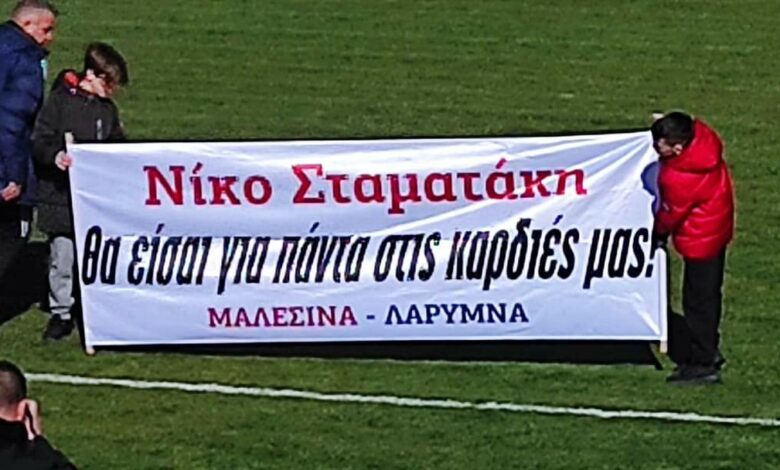 Νίκο Σταματάκη
Θα είσαι για πάντα στις καρδιές μας!
ΜΑΛΕΣΙΝΑ - ΛΑΡΥΜΝΑ